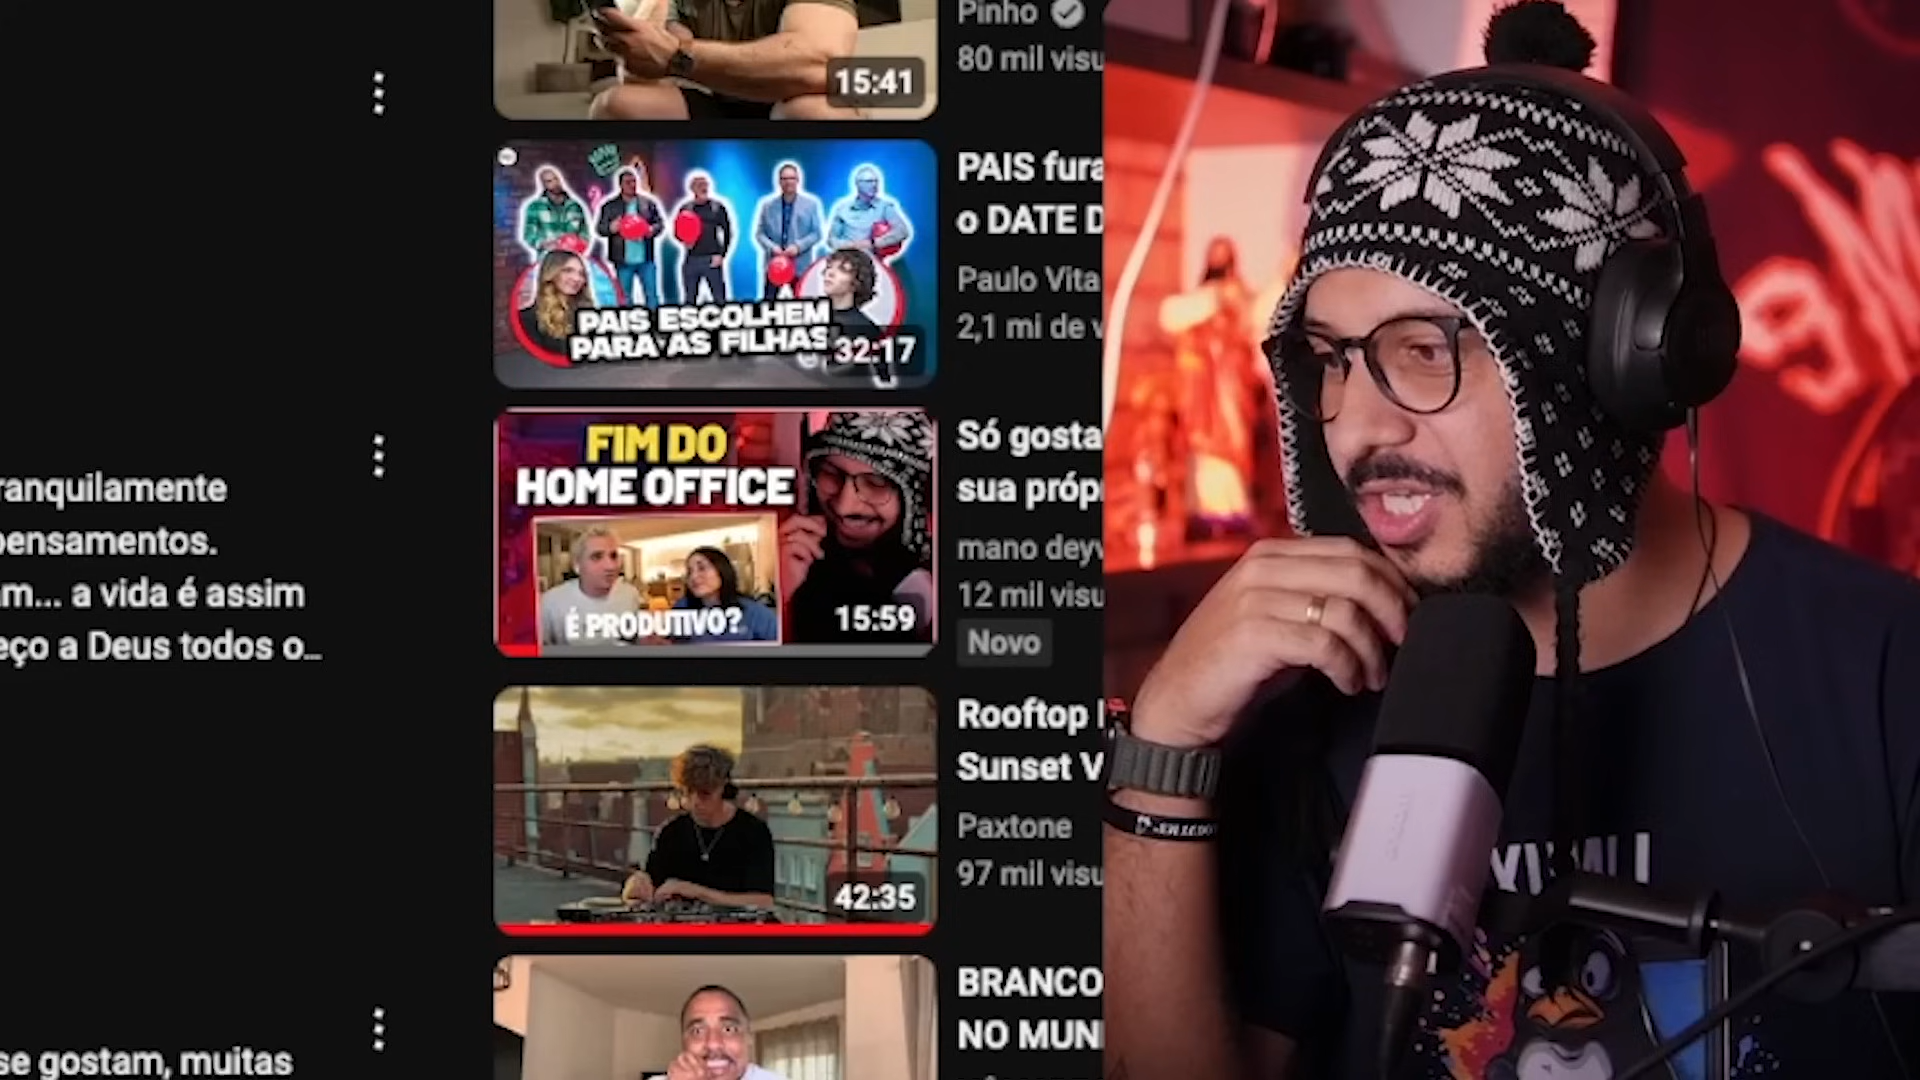 ranquilamente
pensamentos.
am... a vida é assim
eço a Deus todos o...
se gostam, muitas
15:41
Pinho
80 mil visu
PAIS ESCOLHEM
PARA AS FILHAS
32:17
PAIS fura
o DATE D
Paulo Vita
2,1 mi de v
FIM DO
HOME OFFICE
É PRODUTIVO?
15:59
Só gosta
sua própr
mano deyv
12 mil visu
Novo
42:35
Rooftop
Sunset V
Paxtone
97 mil visu
BRANCO
NO MUN